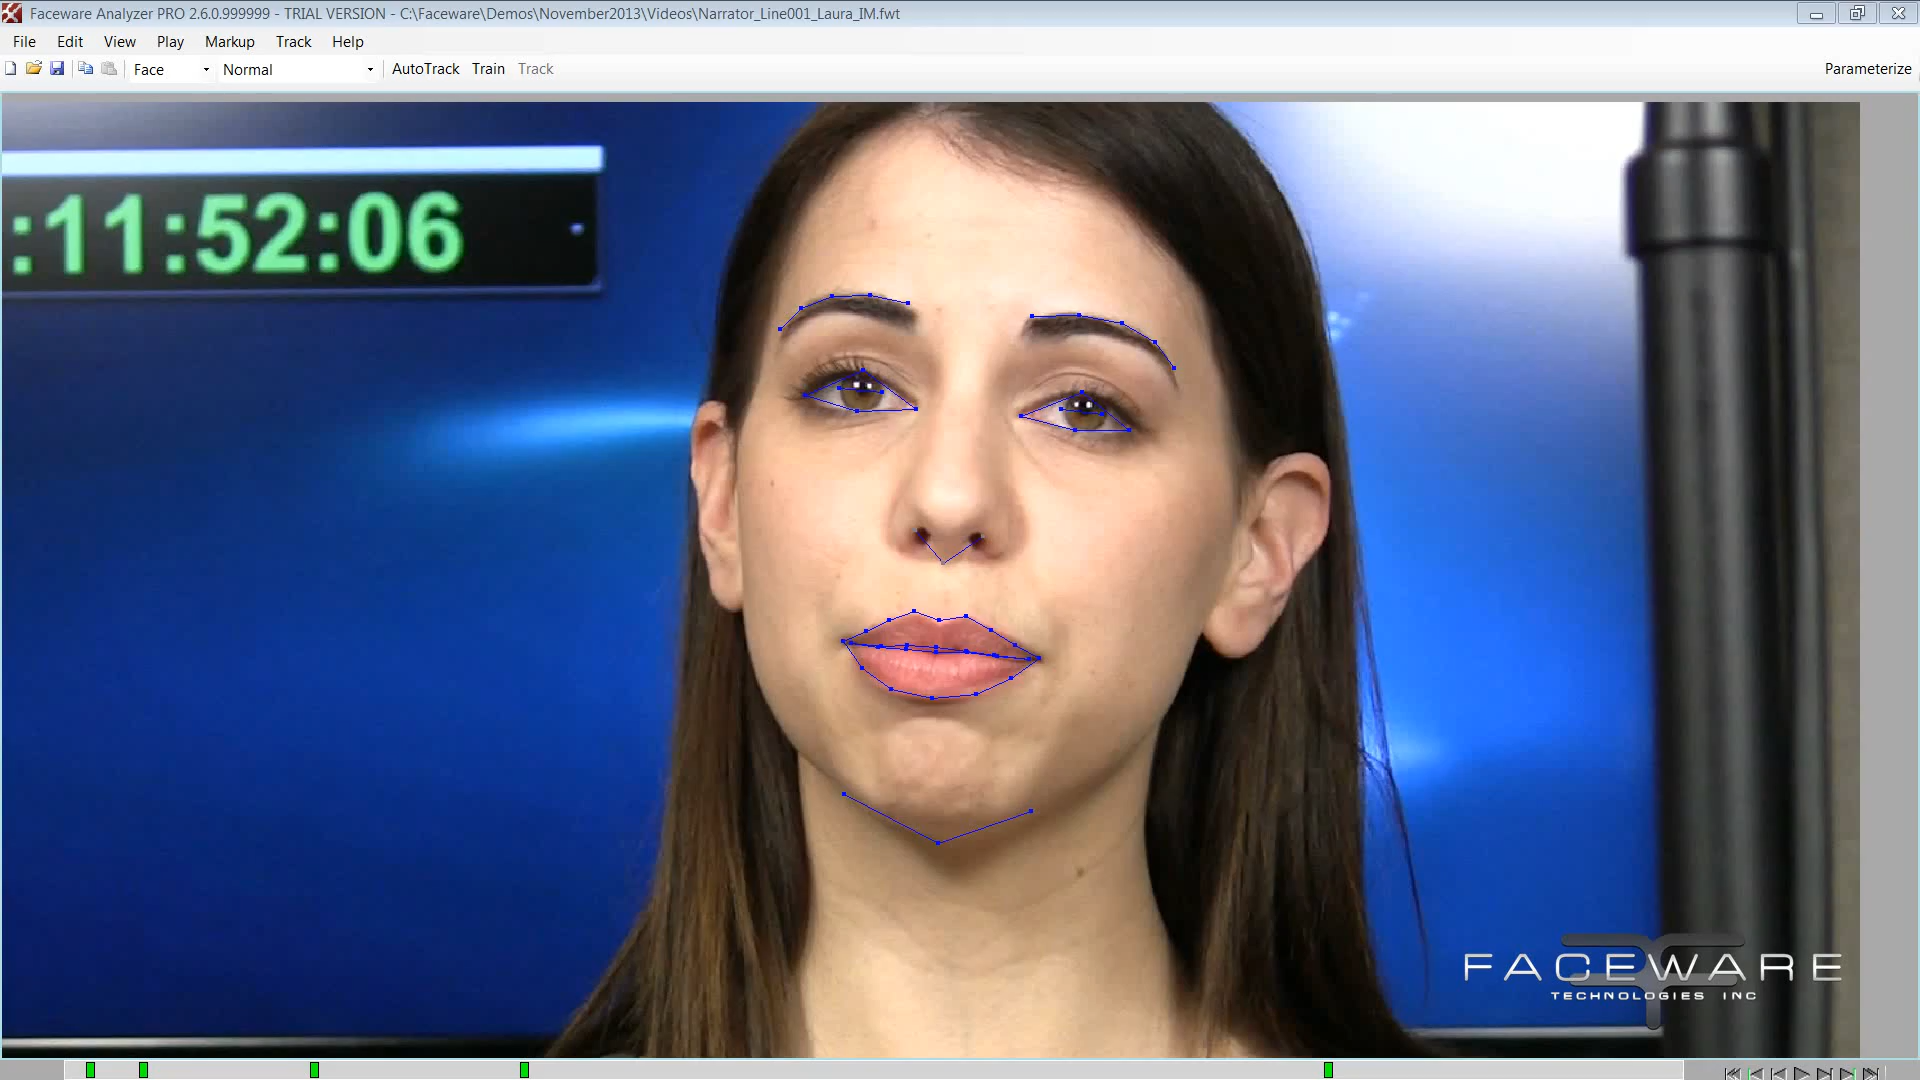 Faceware Analyzer PRO 2.6.0.999999 - TRIAL VERSION - C:\Faceware\Demos\November2013\Videos\Narrator_Line001_Laura_IM.fwt
File Edit View Play Markup Track Help
Face Normal AutoTrack Train Track Parameterize
:11:52:06
FACEWARE
TECHNOLOGIES INC